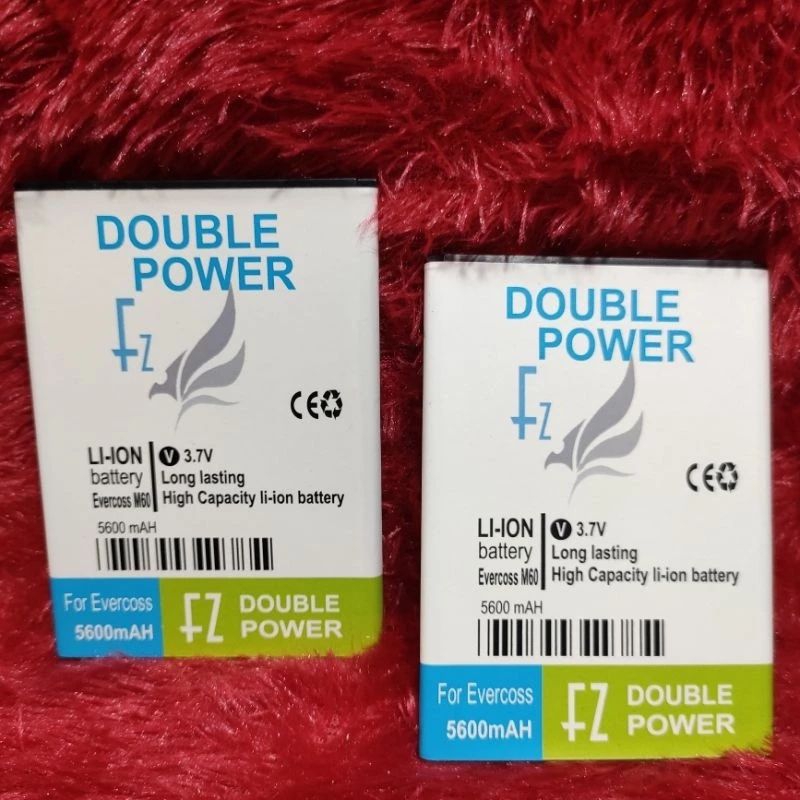 DOUBLE
POWER
FZ
CE
LI-ION
battery
Evercoss M60
V 3.7V
Long lasting
High Capacity li-ion battery
5600 mAH
For Evercoss
5600mAH
FZ
DOUBLE
POWER
DOUBLE
POWER
FZ
CE
LI-ION
battery
Evercoss M60
V 3.7V
Long lasting
High Capacity li-ion battery
5600 mAH
For Evercoss
5600mAH
FZ
DOUBLE
POWER